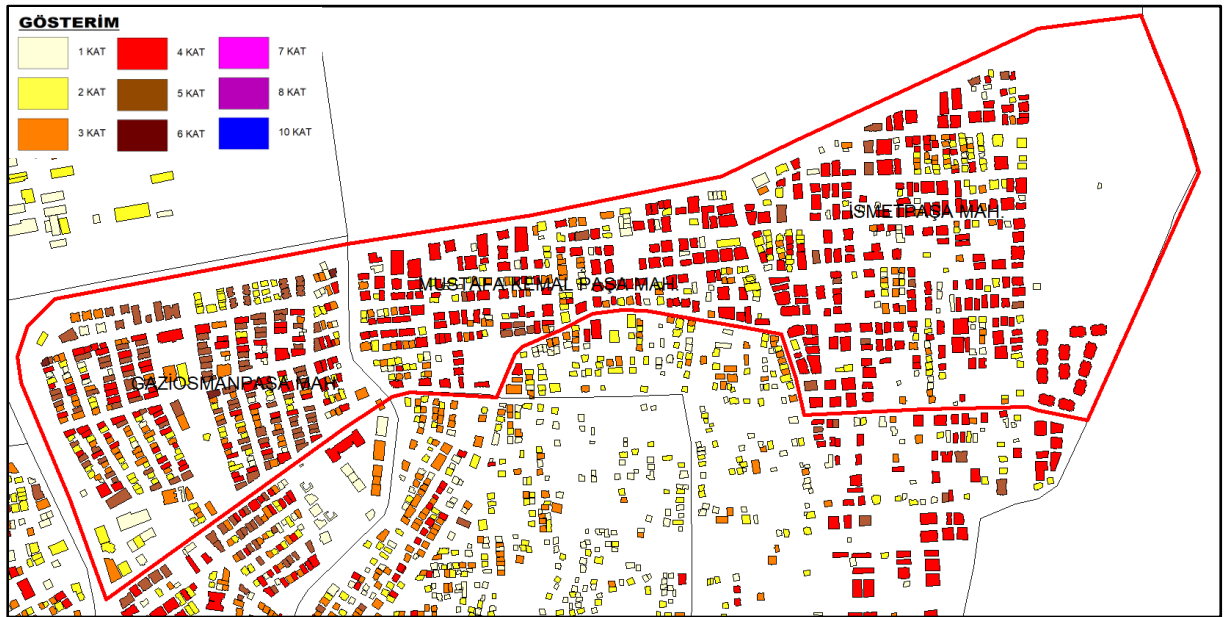 GÖSTERİM
1 KAT
4 KAT
7 KAT
2 KAT
5 KAT
8 KAT
3 KAT
6 KAT
10 KAT
İSMETPAŞA MAH.
MUSTAFA KEMAL PAŞA MAH.
GAZİOSMANPAŞA MAH.